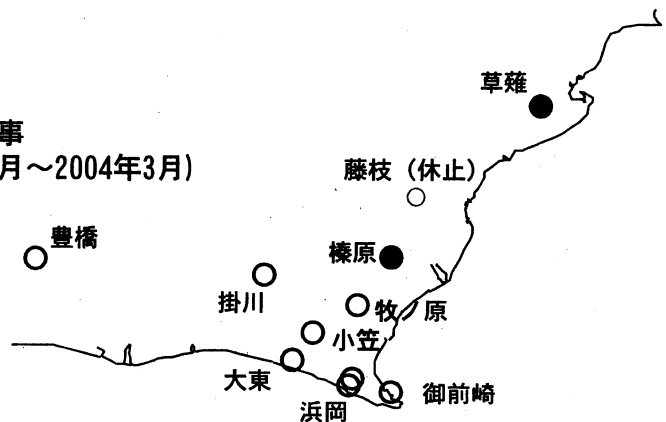 草薙
事
月～2004年3月)
藤枝（休止）
豊橋
榛原
掛川
牧ノ原
小笠
大東
御前崎
浜岡